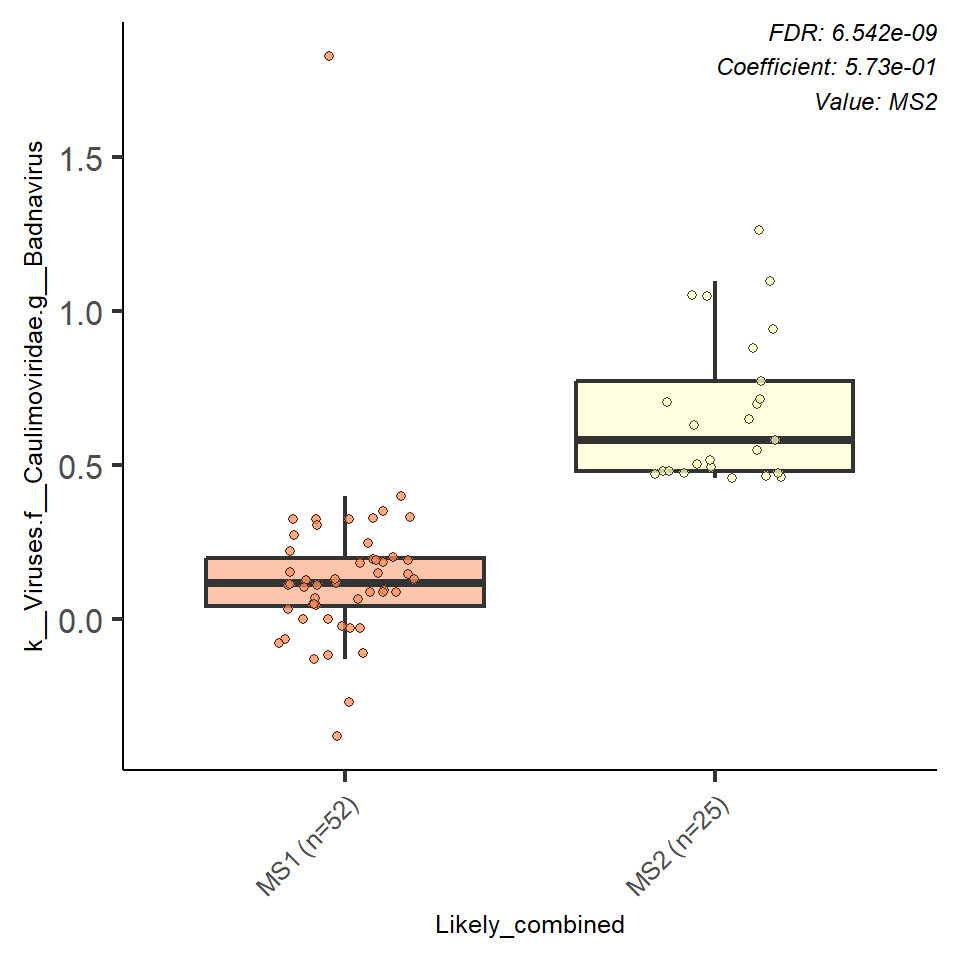 FDR: 6.542e-09
Coefficient: 5.73e-01
Value: MS2
k__Viruses.f__Caulimoviridae.g__Badnavirus
1.5
1.0
0.5
0.0
MS1 (n=52)
MS2 (n=25)
Likely_combined